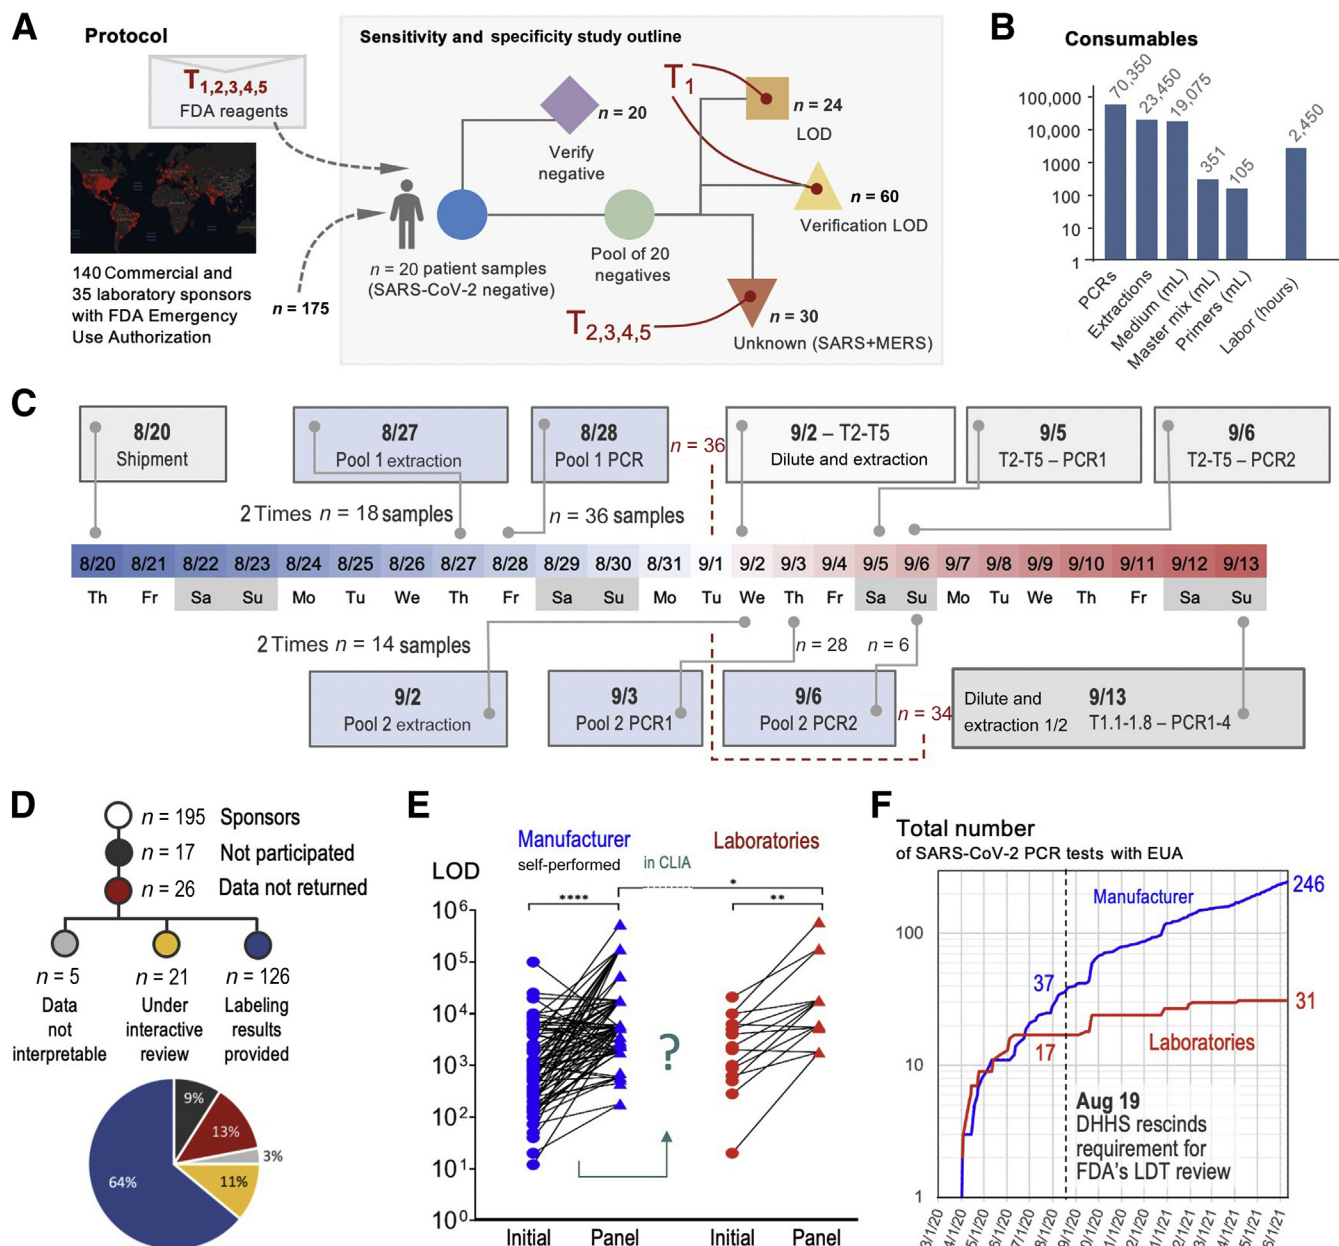 A
Protocol
T1,2,3,4,5
FDA reagents
140 Commercial and
35 laboratory sponsors
with FDA Emergency
Use Authorization
n = 175
Sensitivity and specificity study outline
n = 20 patient samples
(SARS-CoV-2 negative)
n = 20
Verify
negative
Pool of 20
negatives
T1
n = 24
LOD
n = 60
Verification LOD
T2,3,4,5
n = 30
Unknown (SARS+MERS)
B
Consumables
100,000
10,000
1000
100
10
1
70,350
23,450
19,075
351
105
2,450
PCRs
Extractions
Medium (mL)
Master mix (mL)
Primers (mL)
Labor (hours)
C
8/20
Shipment
8/27
Pool 1 extraction
8/28
Pool 1 PCR
n = 36
9/2 – T2-T5
Dilute and extraction
9/5
T2-T5 – PCR1
9/6
T2-T5 – PCR2
2 Times n = 18 samples
n = 36 samples
8/20 8/21 8/22 8/23 8/24 8/25 8/26 8/27 8/28 8/29 8/30 8/31 9/1 9/2 9/3 9/4 9/5 9/6 9/7 9/8 9/9 9/10 9/11 9/12 9/13
Th Fr Sa Su Mo Tu We Th Fr Sa Su Mo Tu We Th Fr Sa Su Mo Tu We Th Fr Sa Su
2 Times n = 14 samples
n = 28
n = 6
9/2
Pool 2 extraction
9/3
Pool 2 PCR1
9/6
Pool 2 PCR2
n = 34
Dilute and
extraction 1/2
9/13
T1.1-1.8 – PCR1-4
D
n = 195 Sponsors
n = 17 Not participated
n = 26 Data not returned
n = 5
Data
not
interpretable
n = 21
Under
interactive
review
n = 126
Labeling
results
provided
9%
13%
3%
11%
64%
E
Manufacturer
self-performed
in CLIA
Laboratories
LOD
****
*
**
10^6
10^5
10^4
10^3
10^2
10^1
10^0
?
Initial
Panel
Initial
Panel
F
Total number
of SARS-CoV-2 PCR tests with EUA
Manufacturer
246
100
37
31
17
Laboratories
10
Aug 19
DHHS rescinds
requirement for
FDA's LDT review
1